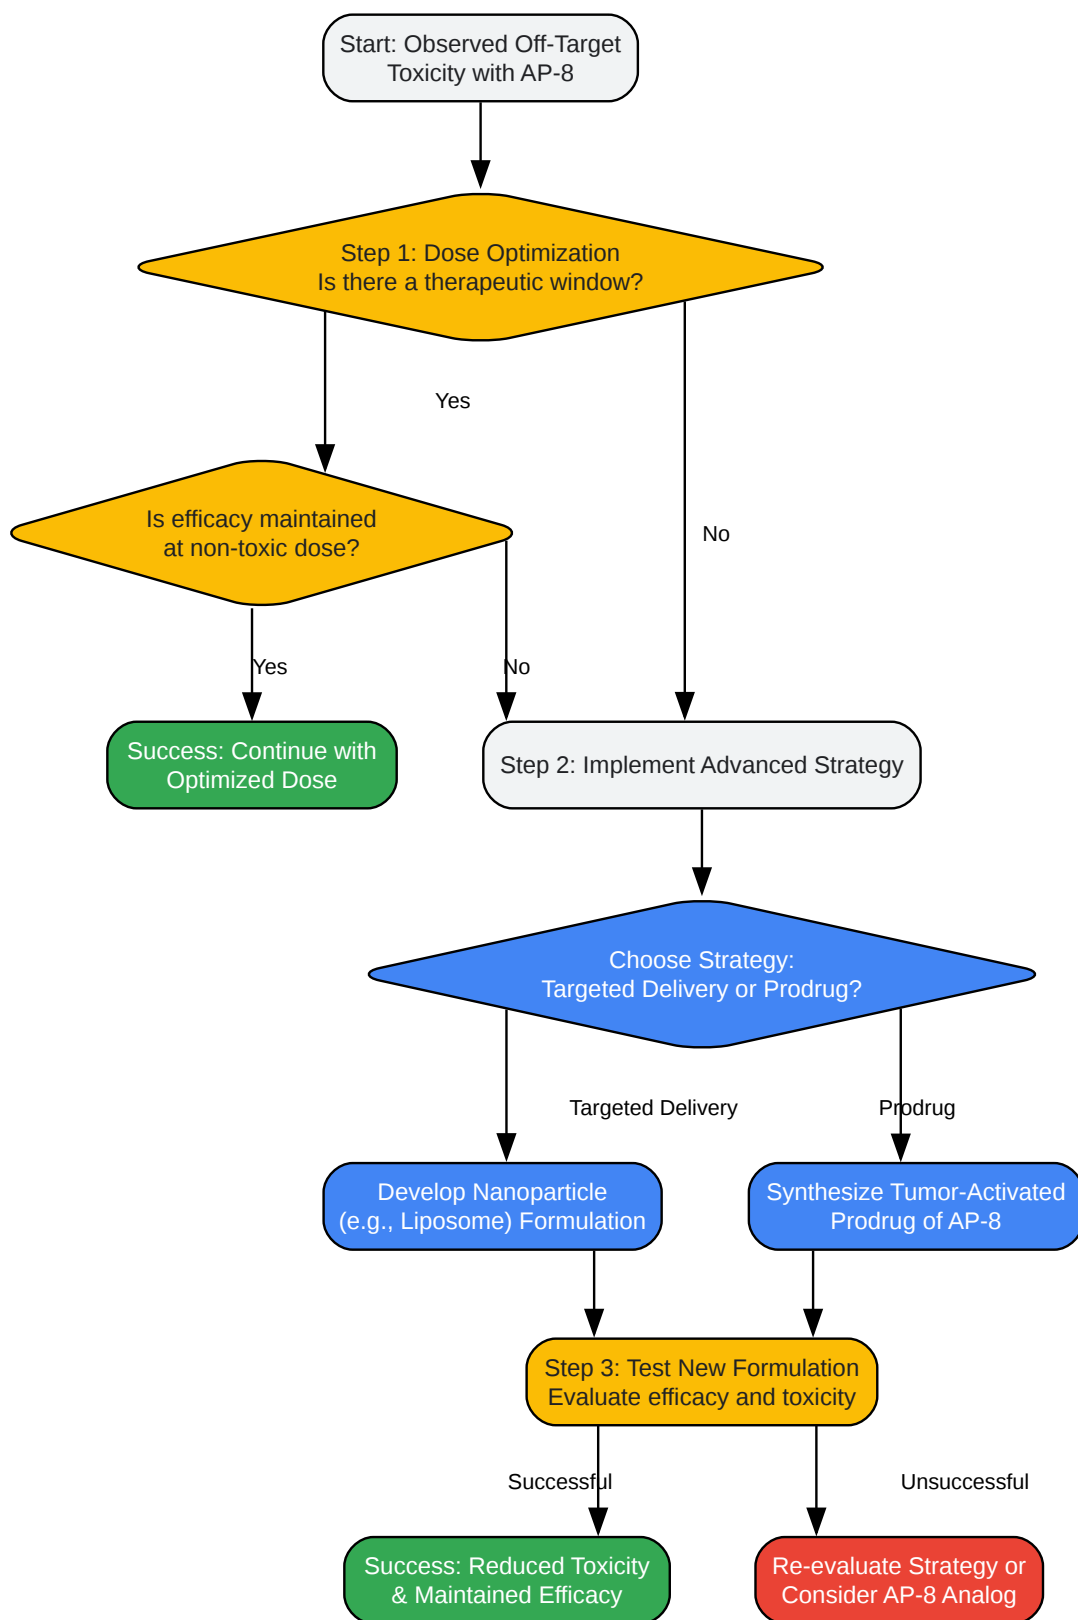 Start: Observed Off-Target
Toxicity with AP-8
Step 1: Dose Optimization
Is there a therapeutic window?
Yes
Is efficacy maintained
at non-toxic dose?
No
Yes
No
Success: Continue with
Optimized Dose
Step 2: Implement Advanced Strategy
Choose Strategy:
Targeted Delivery or Prodrug?
Targeted Delivery
Prodrug
Develop Nanoparticle
(e.g., Liposome) Formulation
Synthesize Tumor-Activated
Prodrug of AP-8
Step 3: Test New Formulation
Evaluate efficacy and toxicity
Successful
Unsuccessful
Success: Reduced Toxicity
& Maintained Efficacy
Re-evaluate Strategy or
Consider AP-8 Analog